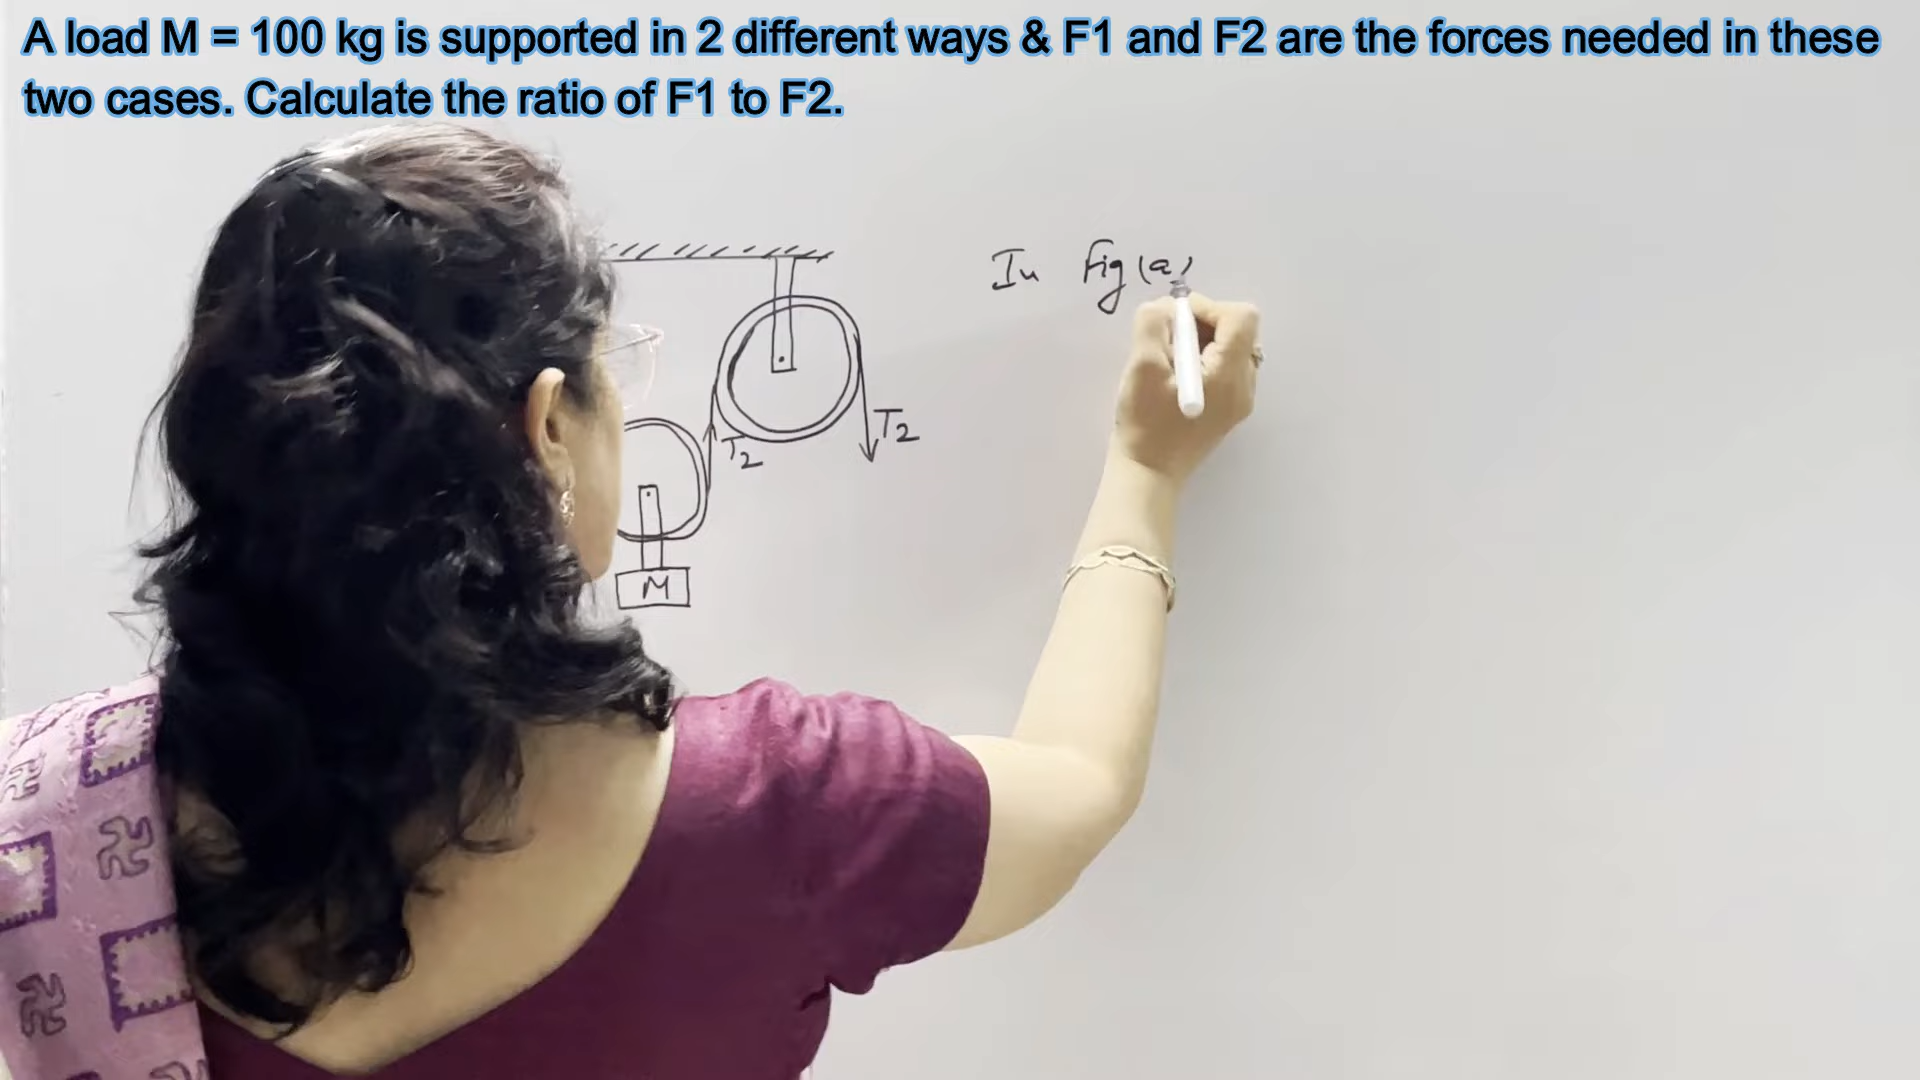 A load M = 100 kg is supported in 2 different ways & F1 and F2 are the forces needed in these
two cases. Calculate the ratio of F1 to F2.
In Fig (a)
T2
T2
M